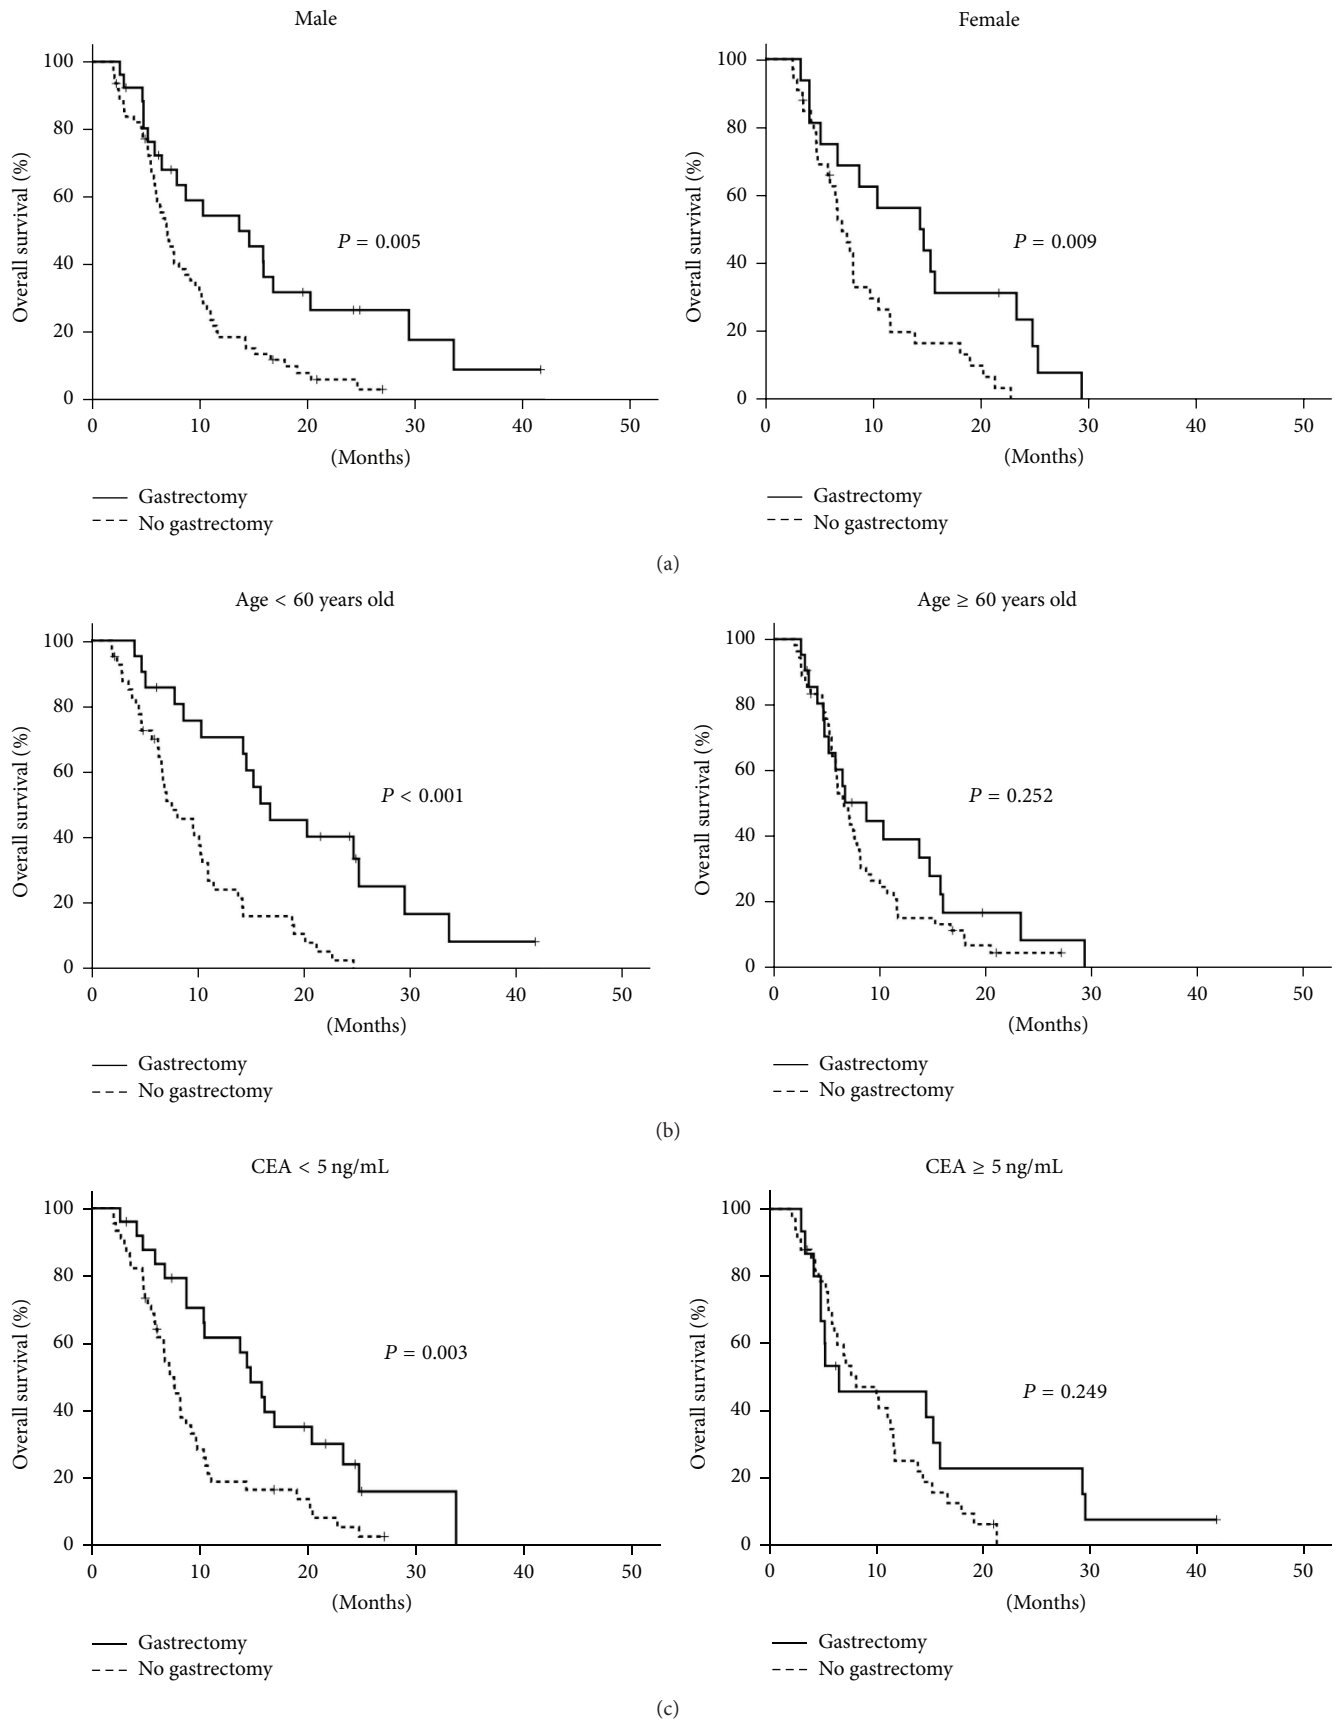 Male
100
80
60
40
20
0
Overall survival (%)
P = 0.005
0 10 20 30 40 50
(Months)
Gastrectomy
No gastrectomy
Female
100
80
60
40
20
0
Overall survival (%)
P = 0.009
0 10 20 30 40 50
(Months)
Gastrectomy
No gastrectomy
(a)
Age < 60 years old
100
80
60
40
20
0
Overall survival (%)
P < 0.001
0 10 20 30 40 50
(Months)
Gastrectomy
No gastrectomy
Age ≥ 60 years old
100
80
60
40
20
0
Overall survival (%)
P = 0.252
0 10 20 30 40 50
(Months)
Gastrectomy
No gastrectomy
(b)
CEA < 5 ng/mL
100
80
60
40
20
0
Overall survival (%)
P = 0.003
0 10 20 30 40 50
(Months)
Gastrectomy
No gastrectomy
CEA ≥ 5 ng/mL
100
80
60
40
20
0
Overall survival (%)
P = 0.249
0 10 20 30 40 50
(Months)
Gastrectomy
No gastrectomy
(c)